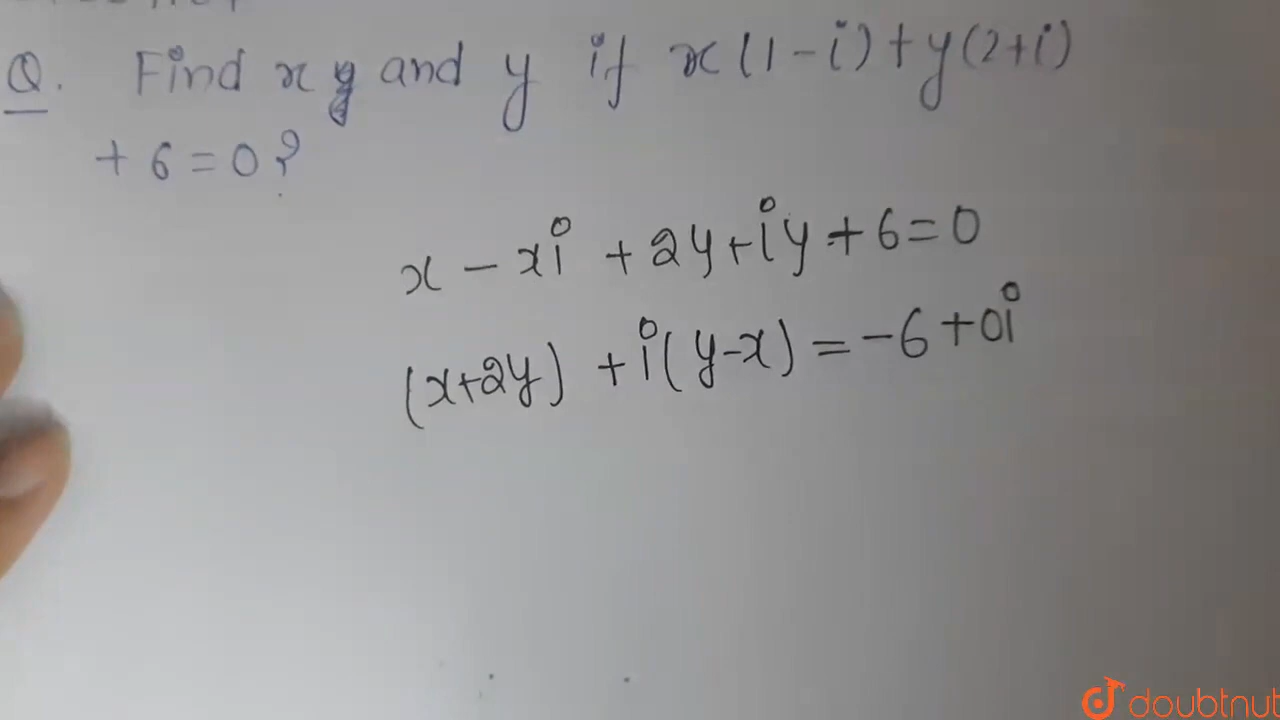 Q. Find x y and y if x(1-i)+y(2+i)
+ 6 = 0?
x - xi + 2y + iy + 6 = 0
(x+2y) + i(y-x) = -6 + 0i
doubtnut